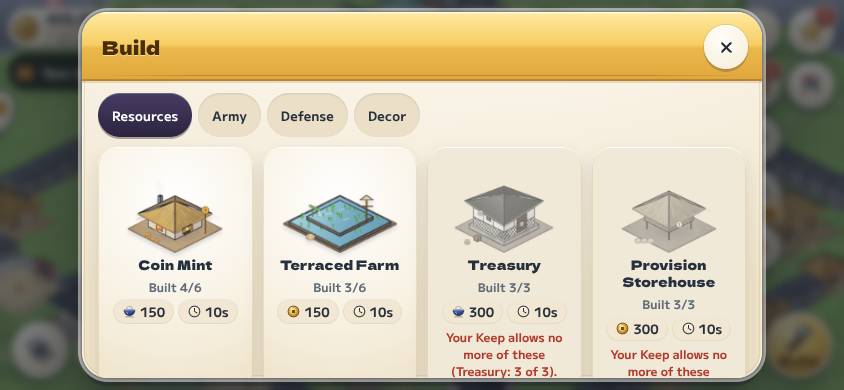 Build
Resources
Army
Defense
Decor
Coin Mint
Built 4/6
150
10s
Terraced Farm
Built 3/6
150
10s
Treasury
Built 3/3
300
10s
Your Keep allows no
more of these
(Treasury: 3 of 3).
Provision
Storehouse
Built 3/3
300
10s
Your Keep allows no
more of these